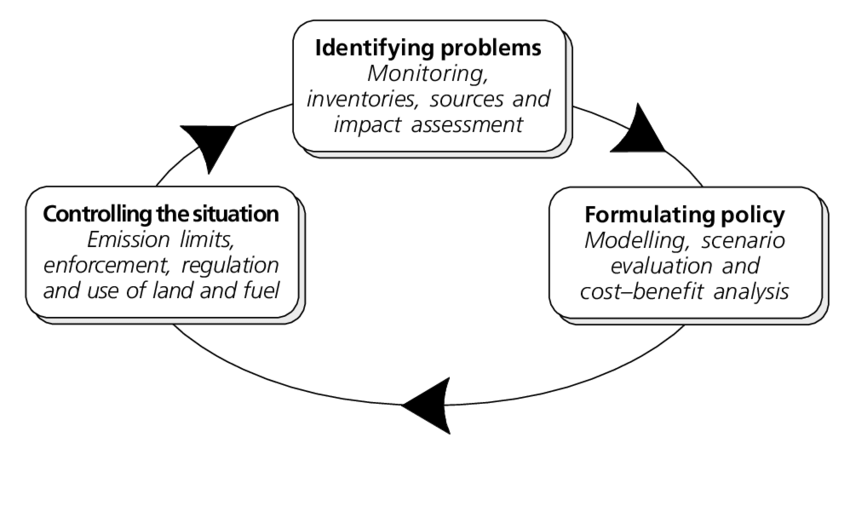 Identifying problems
Monitoring,
inventories, sources and
impact assessment
Controlling the situation
Emission limits,
enforcement, regulation
and use of land and fuel
Formulating policy
Modelling, scenario
evaluation and
cost–benefit analysis